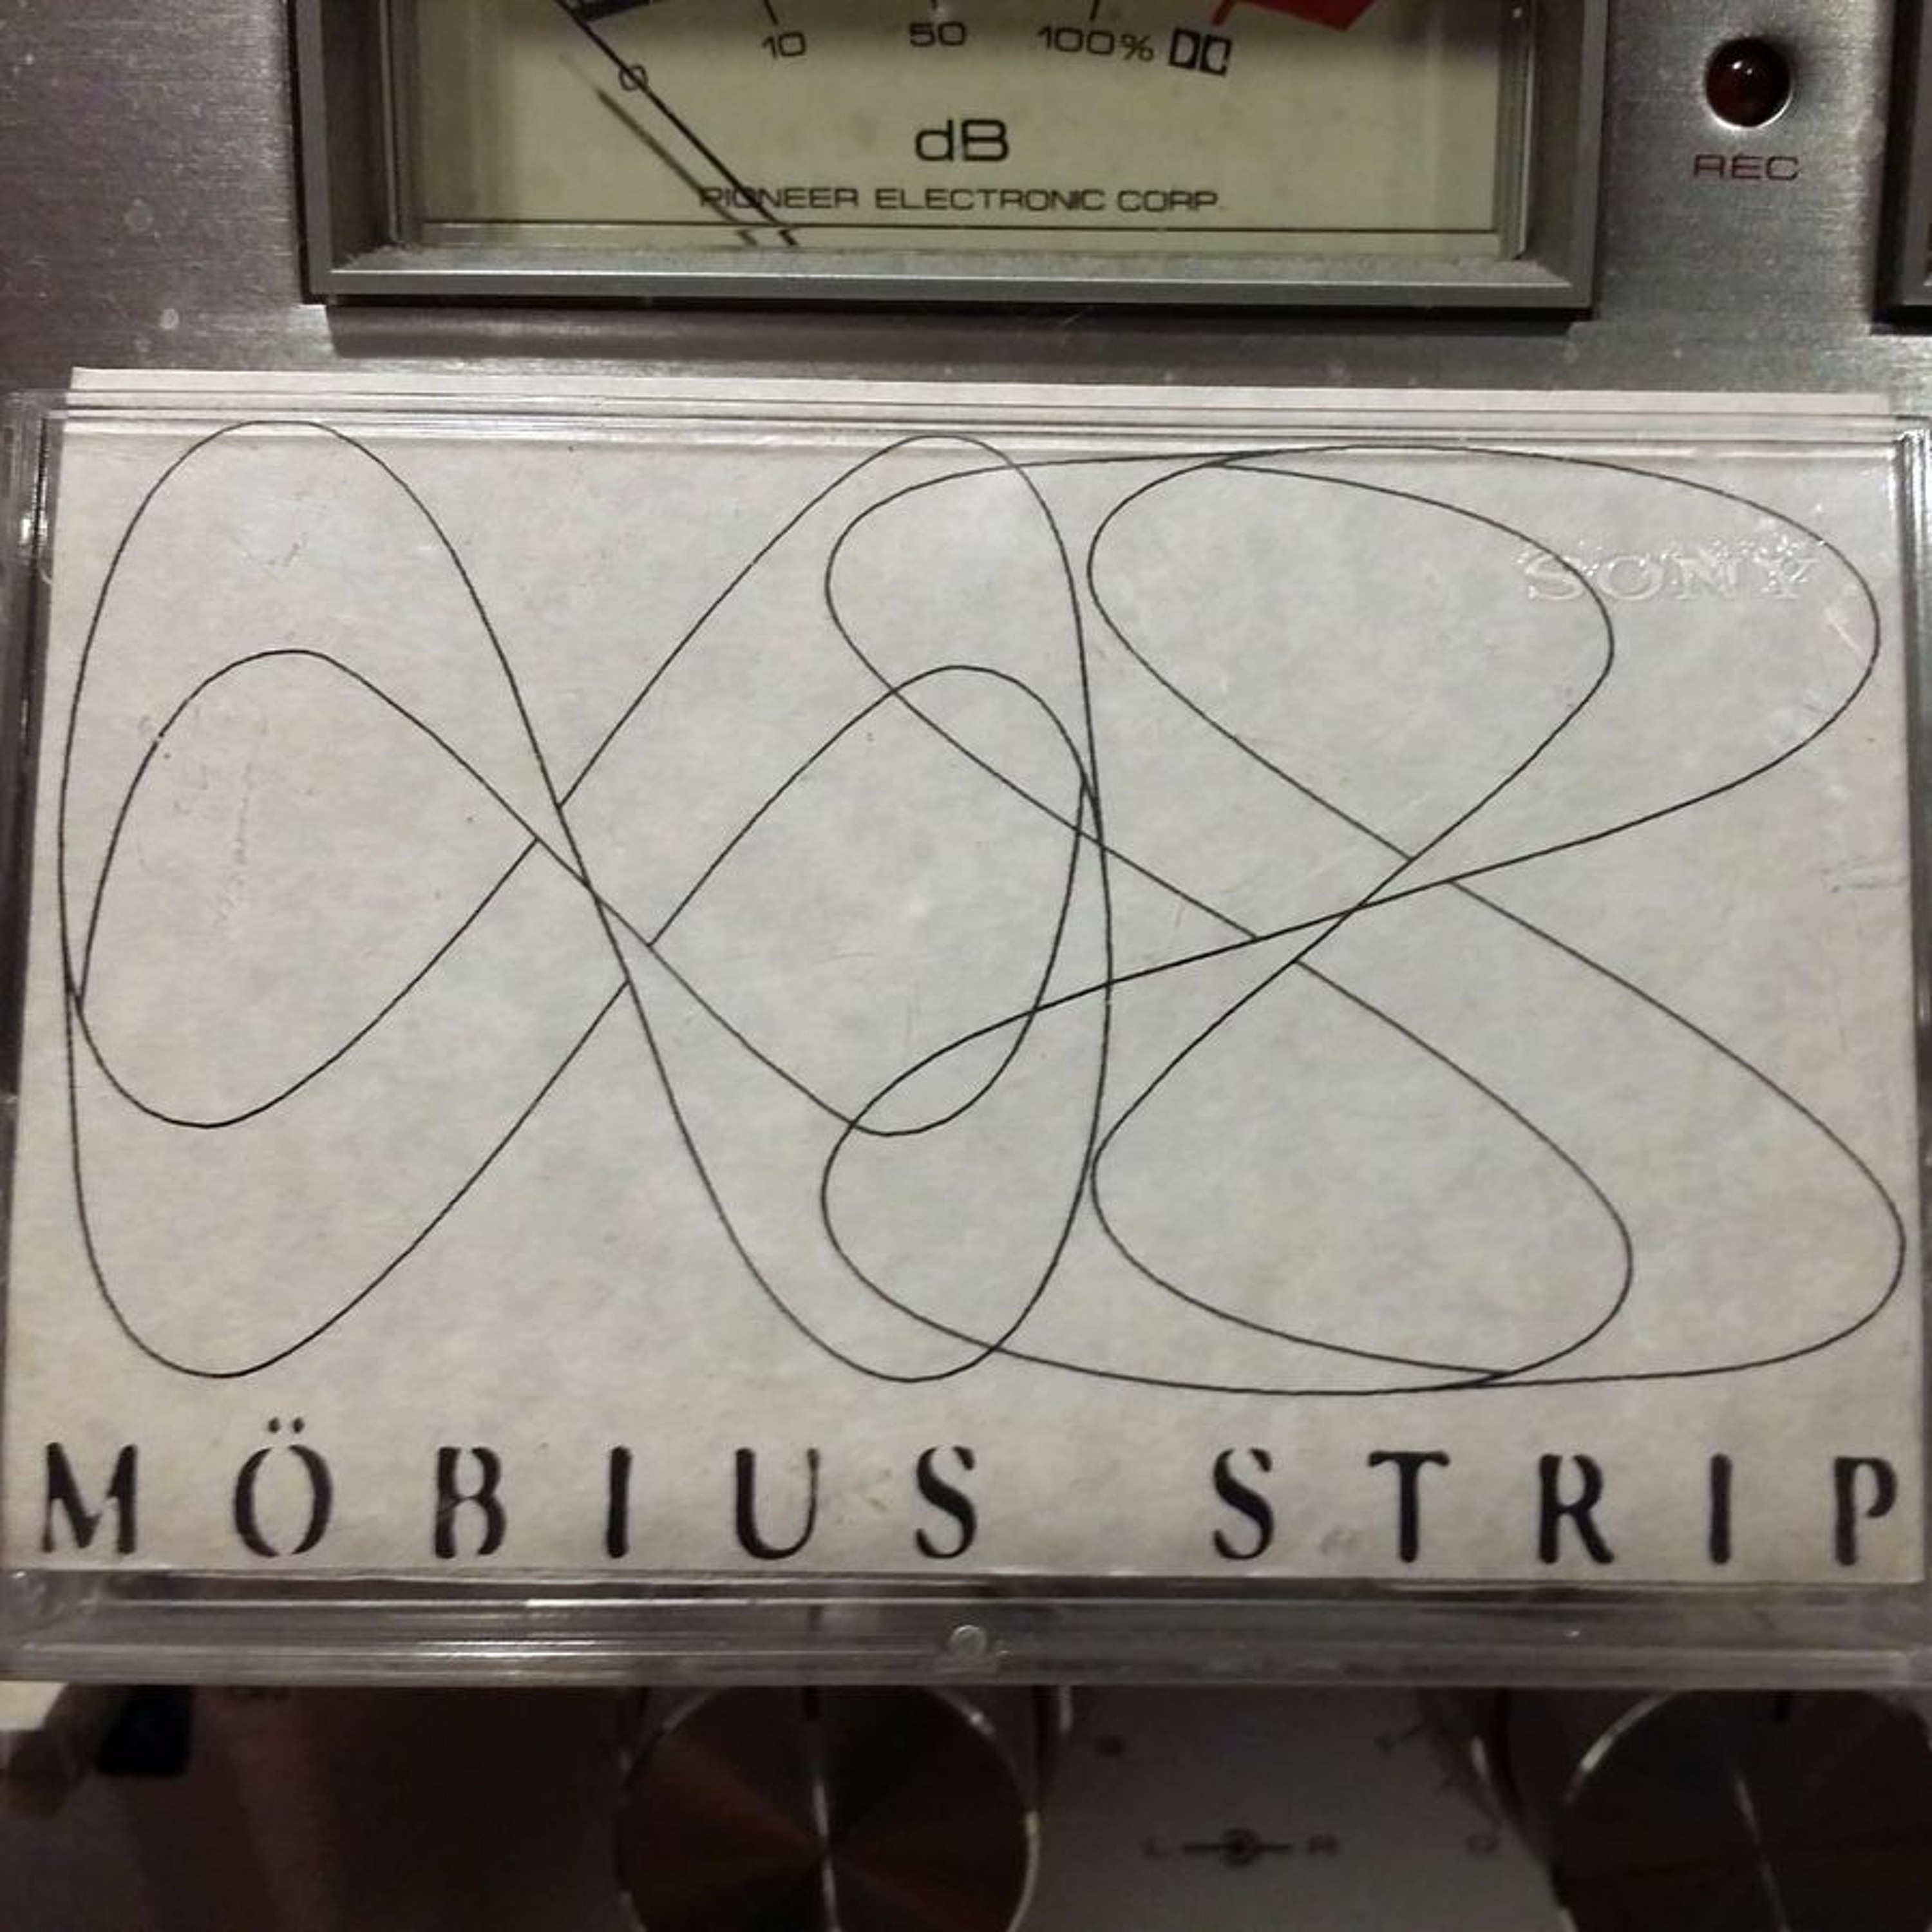 0 10 50 100%
dB
PIONEER ELECTRONIC CORP.
REC
SONY
MÖBIUS STRIP
L R